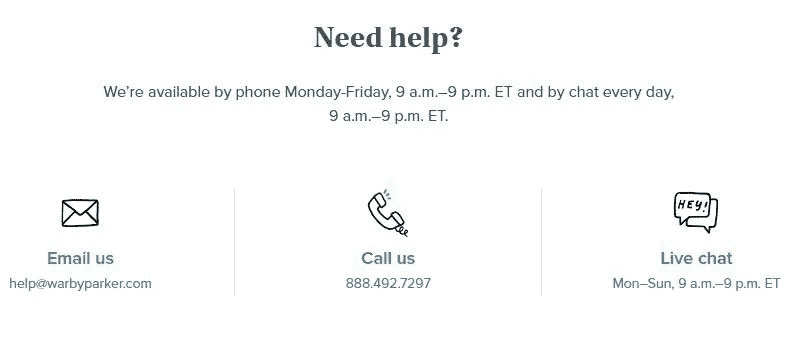 Need help?
We're available by phone Monday-Friday, 9 a.m.–9 p.m. ET and by chat every day,
9 a.m.–9 p.m. ET.
HEY!
Email us
Call us
Live chat
help@warbyparker.com
888.492.7297
Mon–Sun, 9 a.m.–9 p.m. ET